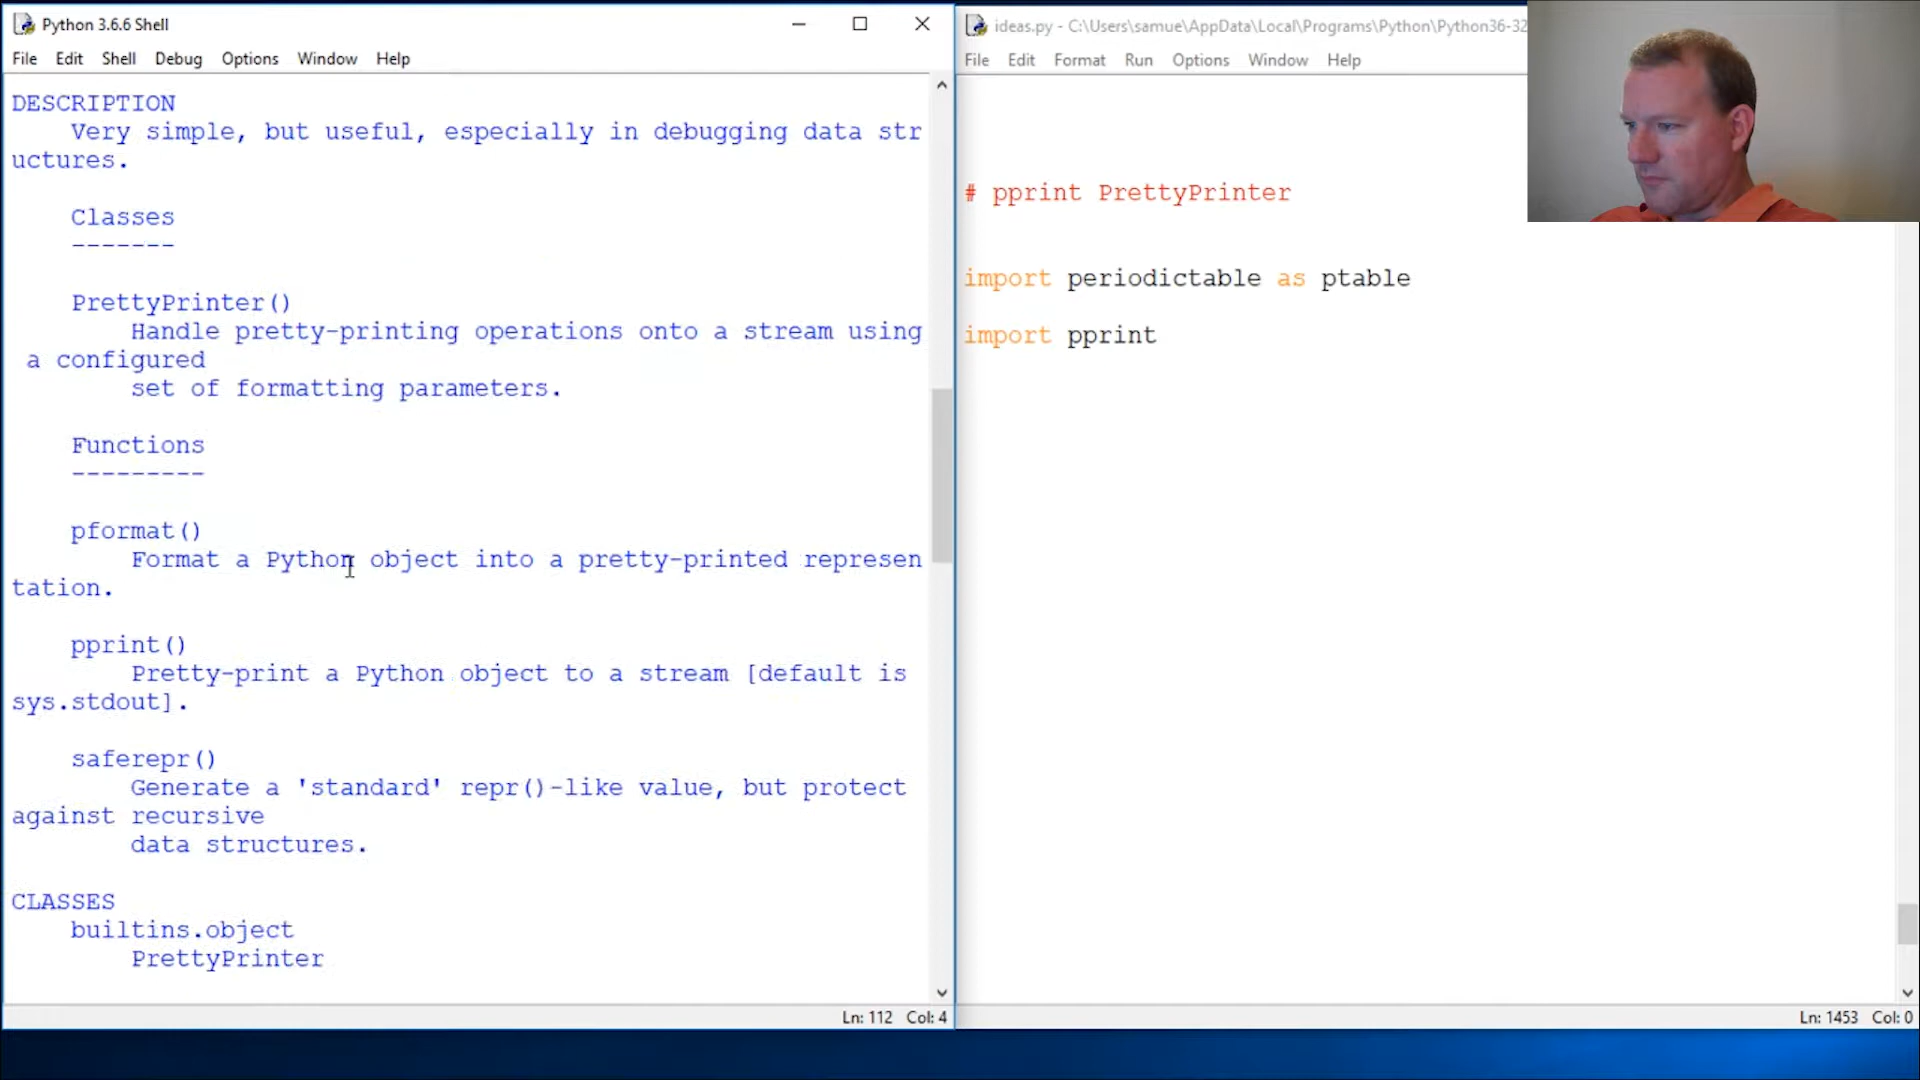 Python 3.6.6 Shell
File Edit Shell Debug Options Window Help
DESCRIPTION
Very simple, but useful, especially in debugging data str
uctures.
Classes
-------
PrettyPrinter()
Handle pretty-printing operations onto a stream using
a configured
set of formatting parameters.
Functions
---------
pformat()
Format a Python object into a pretty-printed represen
tation.
pprint()
Pretty-print a Python object to a stream [default is
sys.stdout].
saferepr()
Generate a 'standard' repr()-like value, but protect
against recursive
data structures.
CLASSES
builtins.object
PrettyPrinter
Ln: 112 Col: 4
ideas.py - C:\Users\samue\AppData\Local\Programs\Python\Python36-32
File Edit Format Run Options Window Help
# pprint PrettyPrinter
import periodictable as ptable
import pprint
Ln: 1453 Col: 0